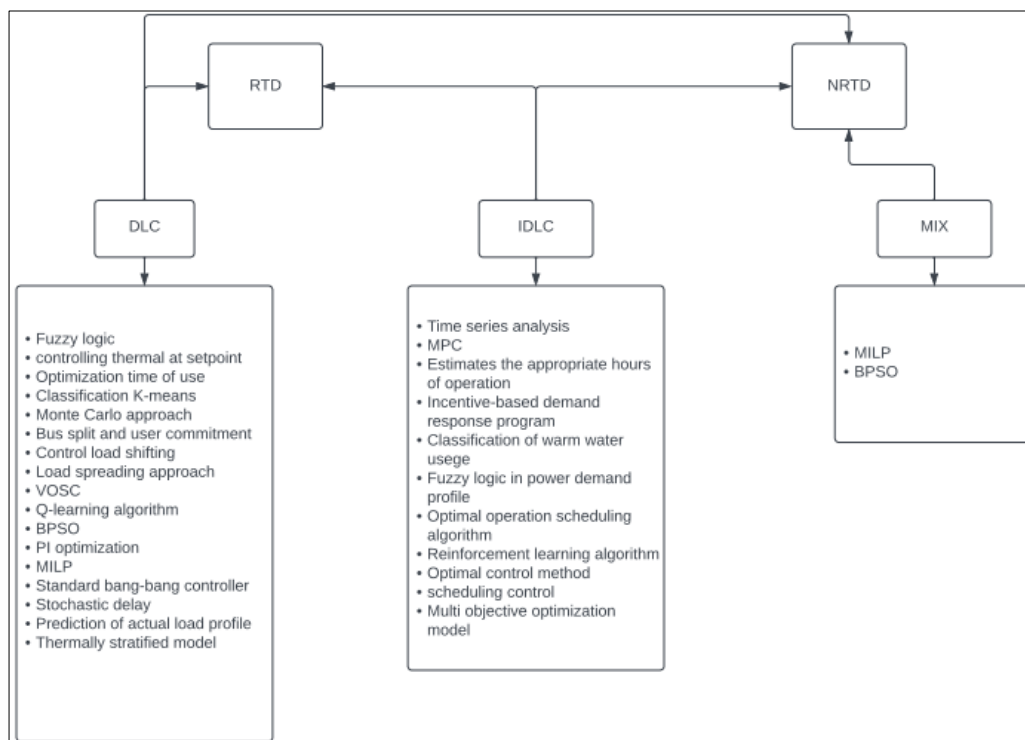 RTD
NRTD
DLC
IDLC
MIX
• Fuzzy logic
• controlling thermal at setpoint
• Optimization time of use
• Classification K-means
• Monte Carlo approach
• Bus split and user commitment
• Control load shifting
• Load spreading approach
• VOSC
• Q-learning algorithm
• BPSO
• PI optimization
• MILP
• Standard bang-bang controller
• Stochastic delay
• Prediction of actual load profile
• Thermally stratified model
• Time series analysis
• MPC
• Estimates the appropriate hours
of operation
• Incentive-based demand
response program
• Classification of warm water
usege
• Fuzzy logic in power demand
profile
• Optimal operation scheduling
algorithm
• Reinforcement learning algorithm
• Optimal control method
• scheduling control
• Multi objective optimization
model
• MILP
• BPSO